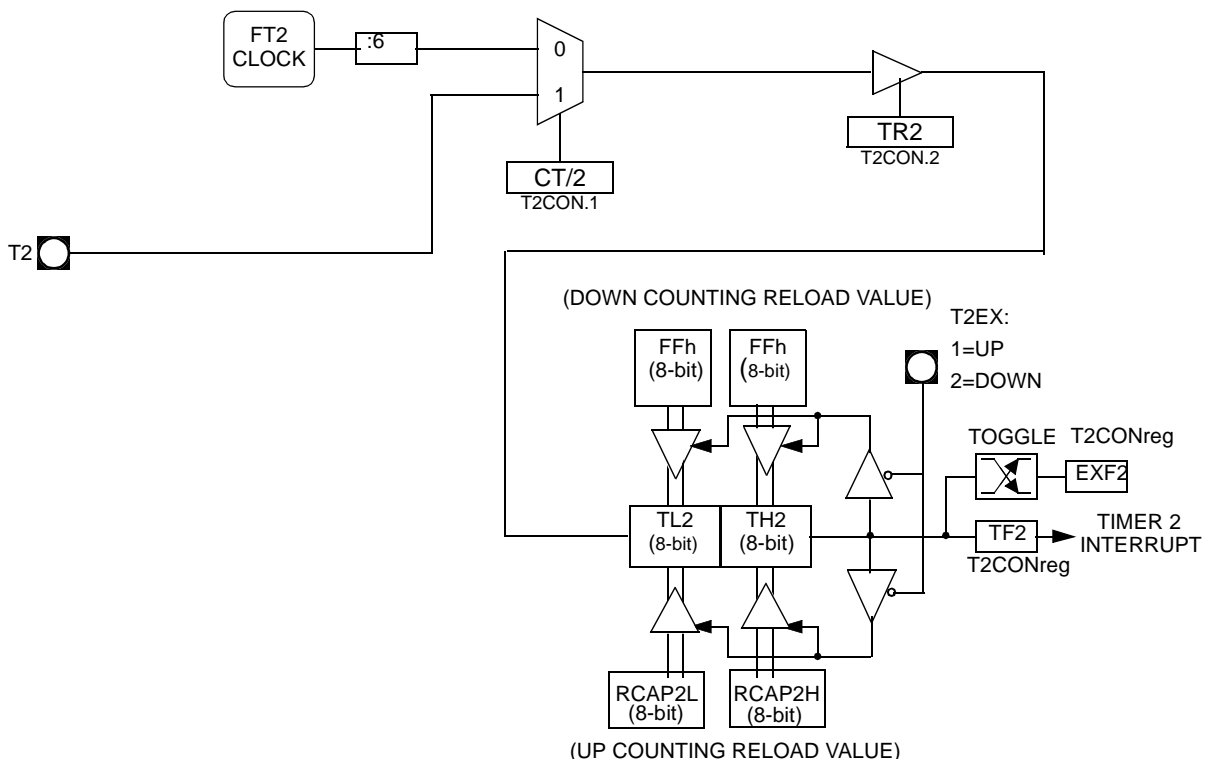 FT2
CLOCK
:6
0
1
TR2
T2CON.2
CT/2
T2CON.1
T2
(DOWN COUNTING RELOAD VALUE)
T2EX:
1=UP
2=DOWN
FFh
(8-bit)
FFh
(8-bit)
TOGGLE
T2CONreg
EXF2
TL2
(8-bit)
TH2
(8-bit)
TF2
T2CONreg
TIMER 2
INTERRUPT
RCAP2L
(8-bit)
RCAP2H
(8-bit)
(UP COUNTING RELOAD VALUE)